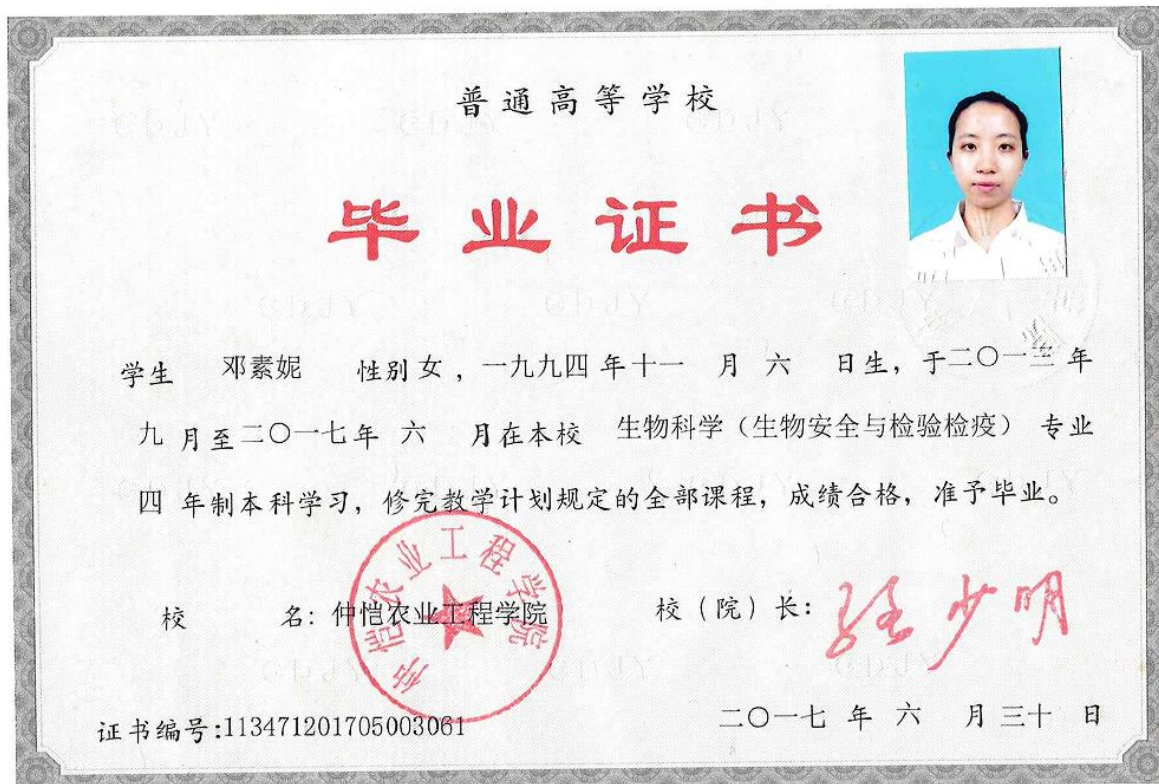 普通高等学校
毕业证书
学生 邓素妮 性别 女，一九九四 年 十一 月 六 日生，于 二〇一三 年
九 月至 二〇一七 年 六 月在本校 生物科学（生物安全与检验检疫） 专业
四 年制本科学习，修完教学计划规定的全部课程，成绩合格，准予毕业。
仲恺农业工程学院
校 名：仲恺农业工程学院 校（院）长：
证书编号:113471201705003061 二〇一七 年 六 月 三十 日